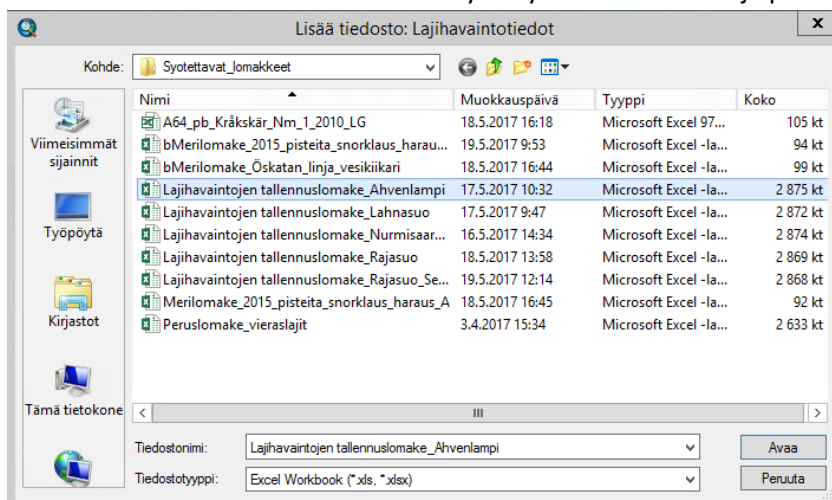 Lisää tiedosto: Lajihavaintotiedot
x
Kohde: Syotettavat_lomakkeet
Nimi Muokkauspäivä Tyyppi Koko
A64_pb_Kråkskär_Nm_1_2010_LG 18.5.2017 16:18 Microsoft Excel 97... 105 kt
bMerilomake_2015_pisteita_snorklaus_harau... 19.5.2017 9:53 Microsoft Excel -la... 94 kt
bMerilomake_Öskatan_linja_vesikiikari 18.5.2017 16:44 Microsoft Excel -la... 99 kt
Lajihavaintojen tallennuslomake_Ahvenlampi 17.5.2017 10:32 Microsoft Excel -la... 2 875 kt
Lajihavaintojen tallennuslomake_Lahnasuo 17.5.2017 9:47 Microsoft Excel -la... 2 872 kt
Lajihavaintojen tallennuslomake_Nurmisaar... 16.5.2017 14:34 Microsoft Excel -la... 2 874 kt
Lajihavaintojen tallennuslomake_Rajasuo 18.5.2017 13:58 Microsoft Excel -la... 2 869 kt
Lajihavaintojen tallennuslomake_Rajasuo_Se... 19.5.2017 12:14 Microsoft Excel -la... 2 868 kt
Merilomake_2015_pisteita_snorklaus_haraus_A 18.5.2017 16:45 Microsoft Excel -la... 92 kt
Peruslomake_vieraslajit 3.4.2017 15:34 Microsoft Excel -la... 2 633 kt
Viimeisimmät
sijainnit
Työpöytä
Kirjastot
Tämä tietokone
Tiedostonimi: Lajihavaintojen tallennuslomake_Ahvenlampi Avaa
Tiedostotyyppi: Excel Workbook (*.xls, *.xlsx) Peruuta